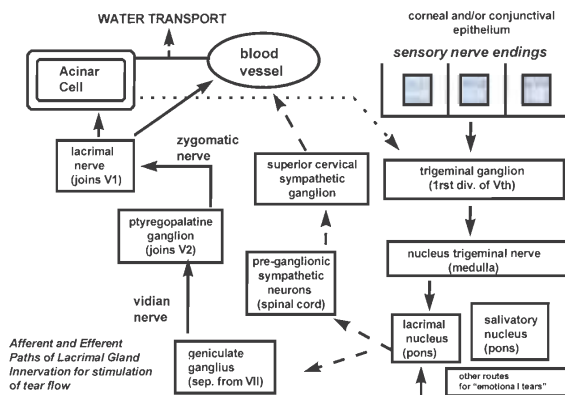 WATER TRANSPORT
corneal and/or conjunctival
epithelium
sensory nerve endings
Acinar
Cell
blood
vessel
lacrimal
nerve
(joins V1)
zygomatic
nerve
superior cervical
sympathetic
ganglion
trigeminal ganglion
(1rst div. of Vth)
ptyregopalatine
ganglion
(joins V2)
pre-ganglionic
sympathetic
neurons
(spinal cord)
nucleus trigeminal nerve
(medulla)
vidian
nerve
lacrimal
nucleus
(pons)
salivatory
nucleus
(pons)
Afferent and Efferent
Paths of Lacrimal Gland
Innervation for stimulation
of tear flow
geniculate
ganglius
(sep. from VII)
other routes
for "emotional tears"